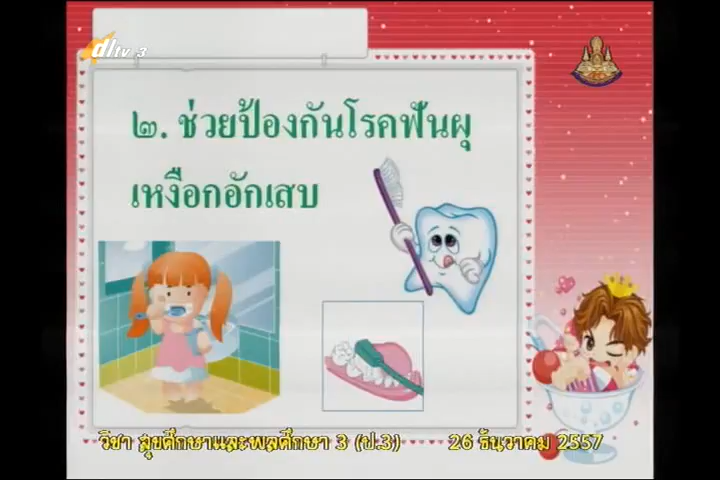 dltv 3
๒. ช่วยป้องกันโรคฟันผุ
เหงือกอักเสบ
วิชา สุขศึกษาและพลศึกษา 3 (ป.3) 26 ธันวาคม 2557